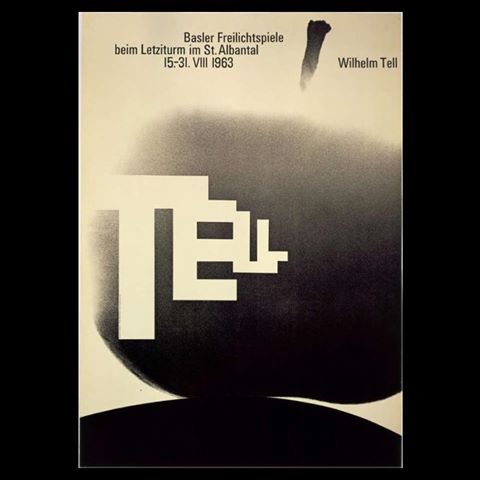 Basler Freilichtspiele
beim Letziturm im St. Albantal
15.-31. VIII 1963
Wilhelm Tell
TELL